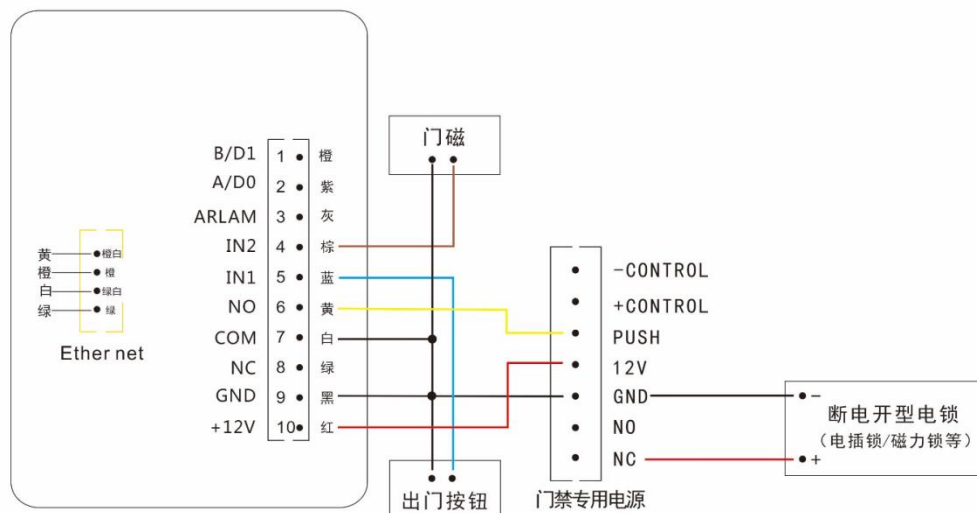 门磁
B/D1 1 橙
A/D0 2 紫
ARLAM 3 灰
IN2 4 棕
IN1 5 蓝
NO 6 黄
COM 7 白
NC 8 绿
GND 9 黑
+12V 10 红
黄 橙白
橙 橙
白 绿白
绿 绿
Ether net
-CONTROL
+CONTROL
PUSH
12V
GND
NO
NC
门禁专用电源
出门按钮
-
断电开型电锁
（电插锁/磁力锁等）
+